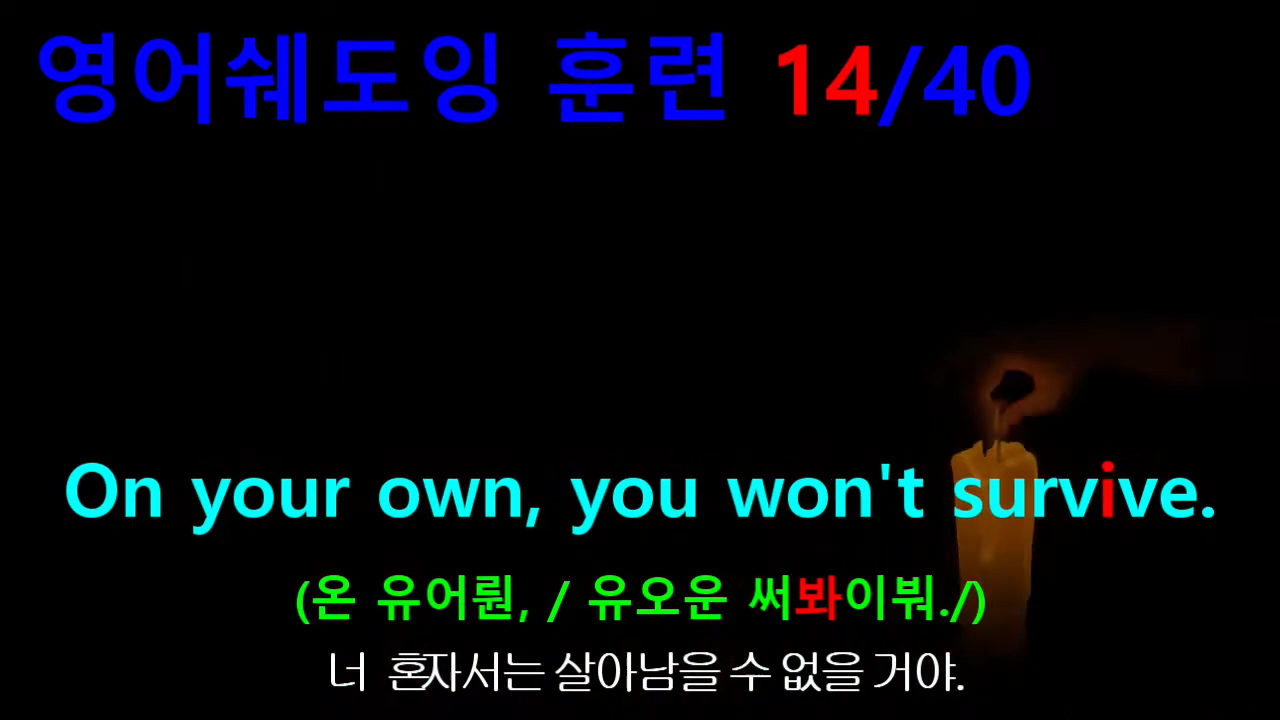 영어쉐도잉 훈련 14/40
On your own, you won't survive.
(온 유어뤈, / 유오운 써봐이붜./)
너 혼자서는 살아남을 수 없을 거야.